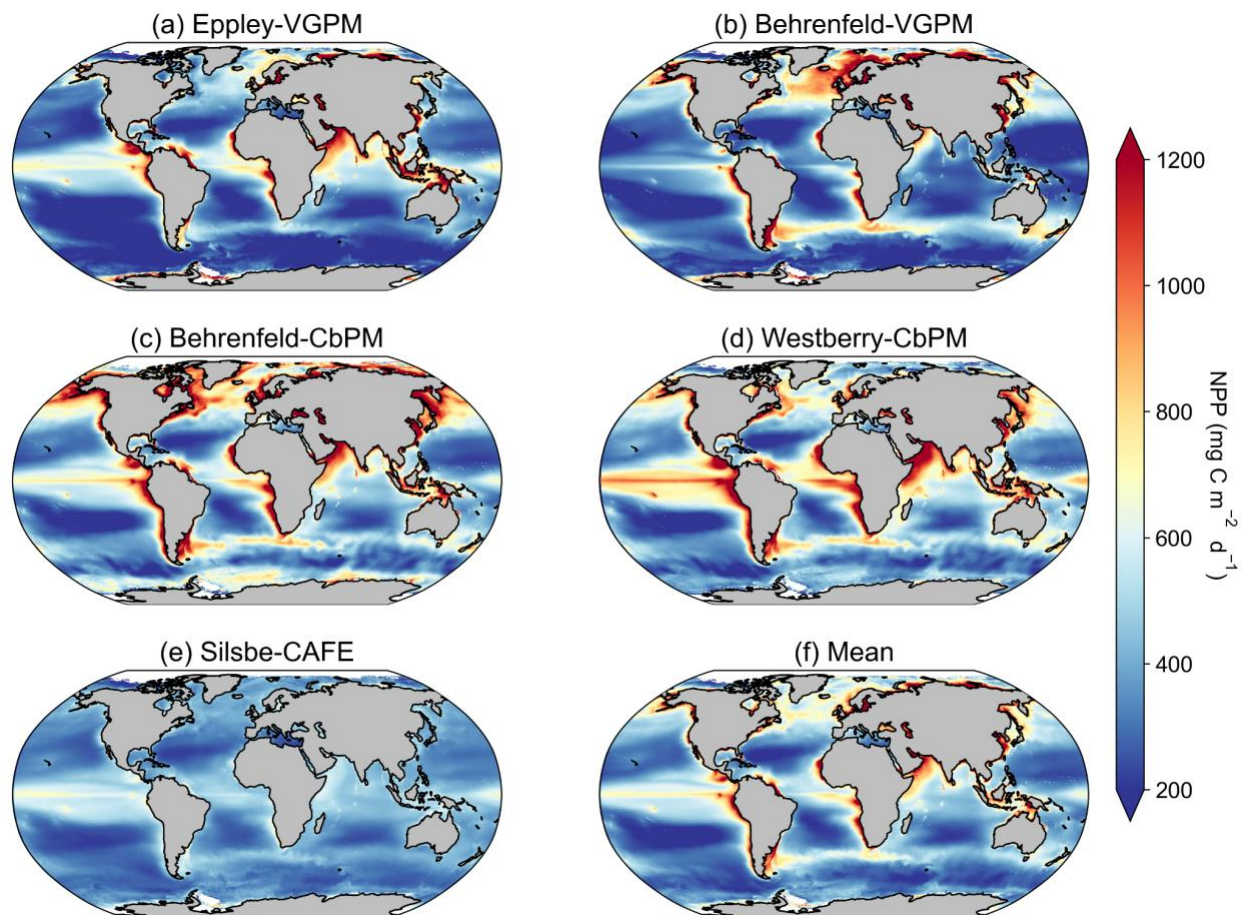 (a) Eppley-VGPM
(b) Behrenfeld-VGPM
(c) Behrenfeld-CbPM
(d) Westberry-CbPM
(e) Silsbe-CAFE
(f) Mean
1200
1000
800
600
400
200
NPP (mg C m⁻² d⁻¹)